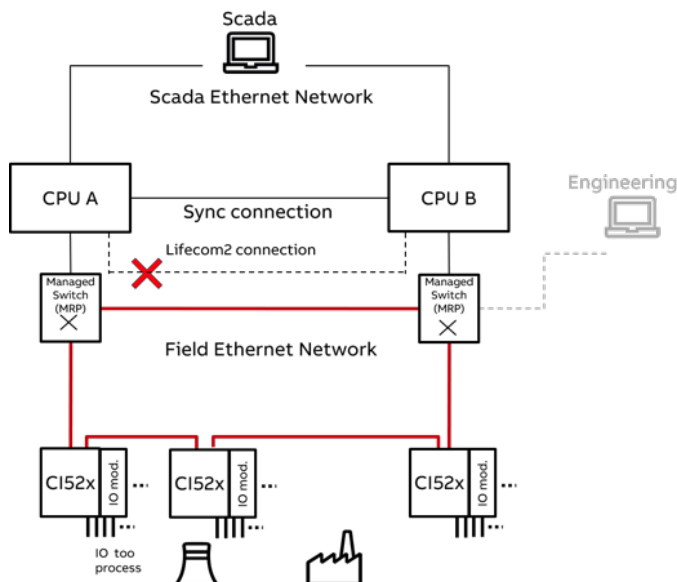 Scada
Scada Ethernet Network
CPU A
CPU B
Engineering
Sync connection
Lifecom2 connection
Managed
Switch
(MRP)
Managed
Switch
(MRP)
Field Ethernet Network
CI52x
IO mod.
CI52x
IO mod.
CI52x
IO mod.
IO too
process